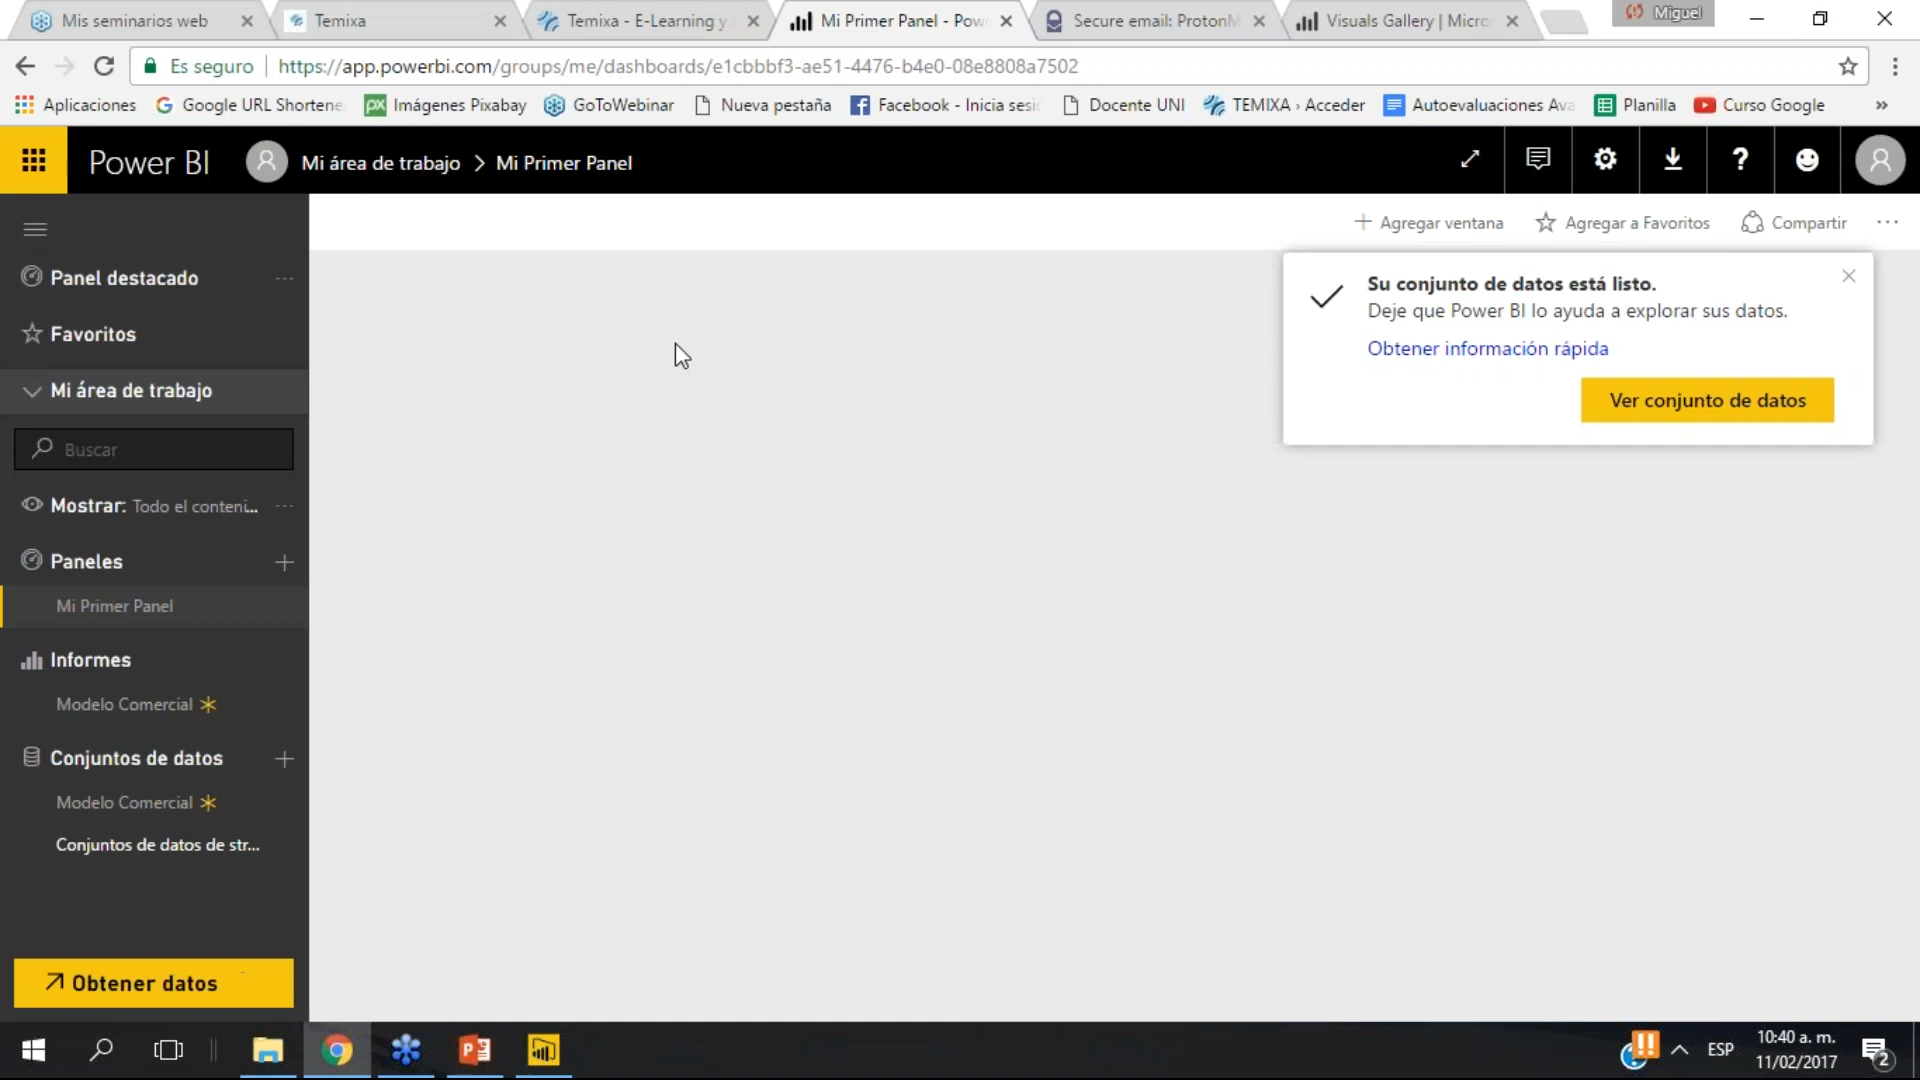 Mis seminarios web
Temixa
Temixa - E-Learning y
Mi Primer Panel - Pow
Secure email: ProtonM
Visuals Gallery | Micro
Miguel
Es seguro
https://app.powerbi.com/groups/me/dashboards/e1cbbbf3-ae51-4476-b4e0-08e8808a7502
Aplicaciones
Google URL Shortene
Imágenes Pixabay
GoToWebinar
Nueva pestaña
Facebook - Inicia sesi
Docente UNI
TEMIXA › Acceder
Autoevaluaciones Ava
Planilla
Curso Google
»
Power BI
Mi área de trabajo > Mi Primer Panel
?
Agregar ventana
Agregar a Favoritos
Compartir
Panel destacado
Favoritos
Mi área de trabajo
Buscar
Mostrar: Todo el conteni...
Paneles
Mi Primer Panel
Informes
Modelo Comercial
Conjuntos de datos
Modelo Comercial
Conjuntos de datos de str...
Obtener datos
Su conjunto de datos está listo.
Deje que Power BI lo ayuda a explorar sus datos.
Obtener información rápida
Ver conjunto de datos
ESP
10:40 a. m.
11/02/2017
2